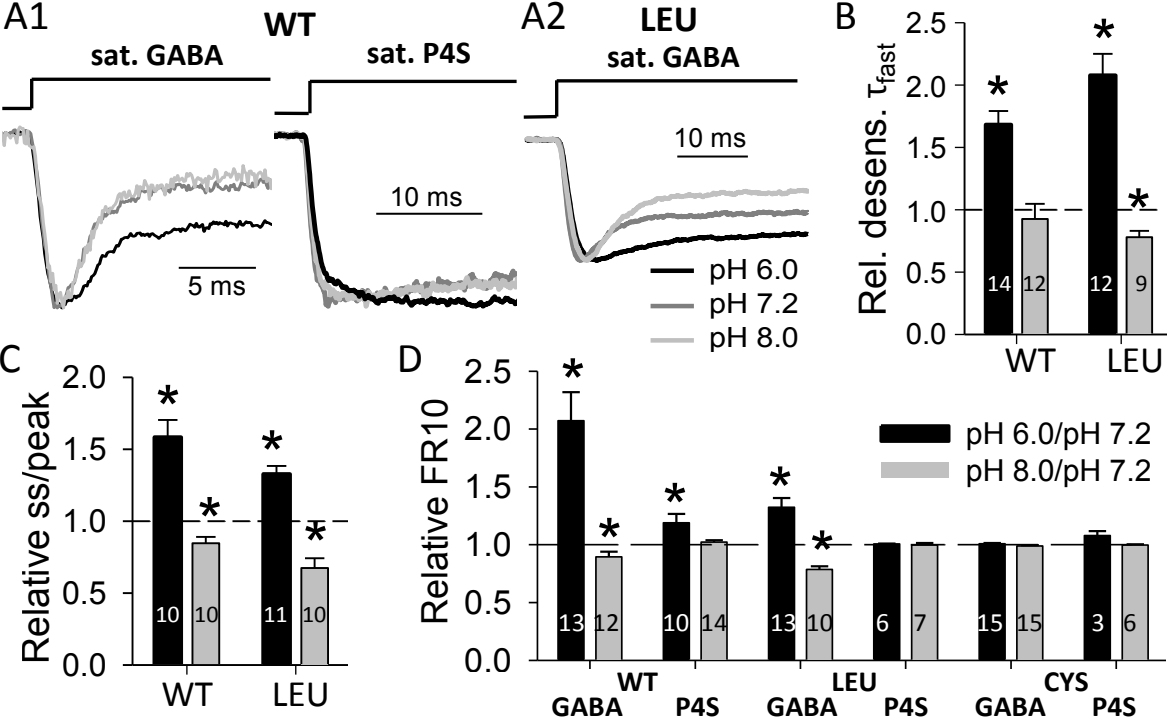 A1
WT
sat. GABA
sat. P4S
5 ms
10 ms
A2
LEU
sat. GABA
10 ms
pH 6.0
pH 7.2
pH 8.0
B
Rel. desens. τfast
2.5
2.0
1.5
1.0
0.5
0.0
*
*
*
14
12
12
9
WT
LEU
C
Relative ss/peak
2.0
1.5
1.0
0.5
0.0
*
*
*
*
10
10
11
10
WT
LEU
D
Relative FR10
2.5
2.0
1.5
1.0
0.5
0.0
pH 6.0/pH 7.2
pH 8.0/pH 7.2
*
*
*
*
*
13
12
10
14
13
10
6
7
15
15
3
6
WT
LEU
CYS
GABA
P4S
GABA
P4S
GABA
P4S